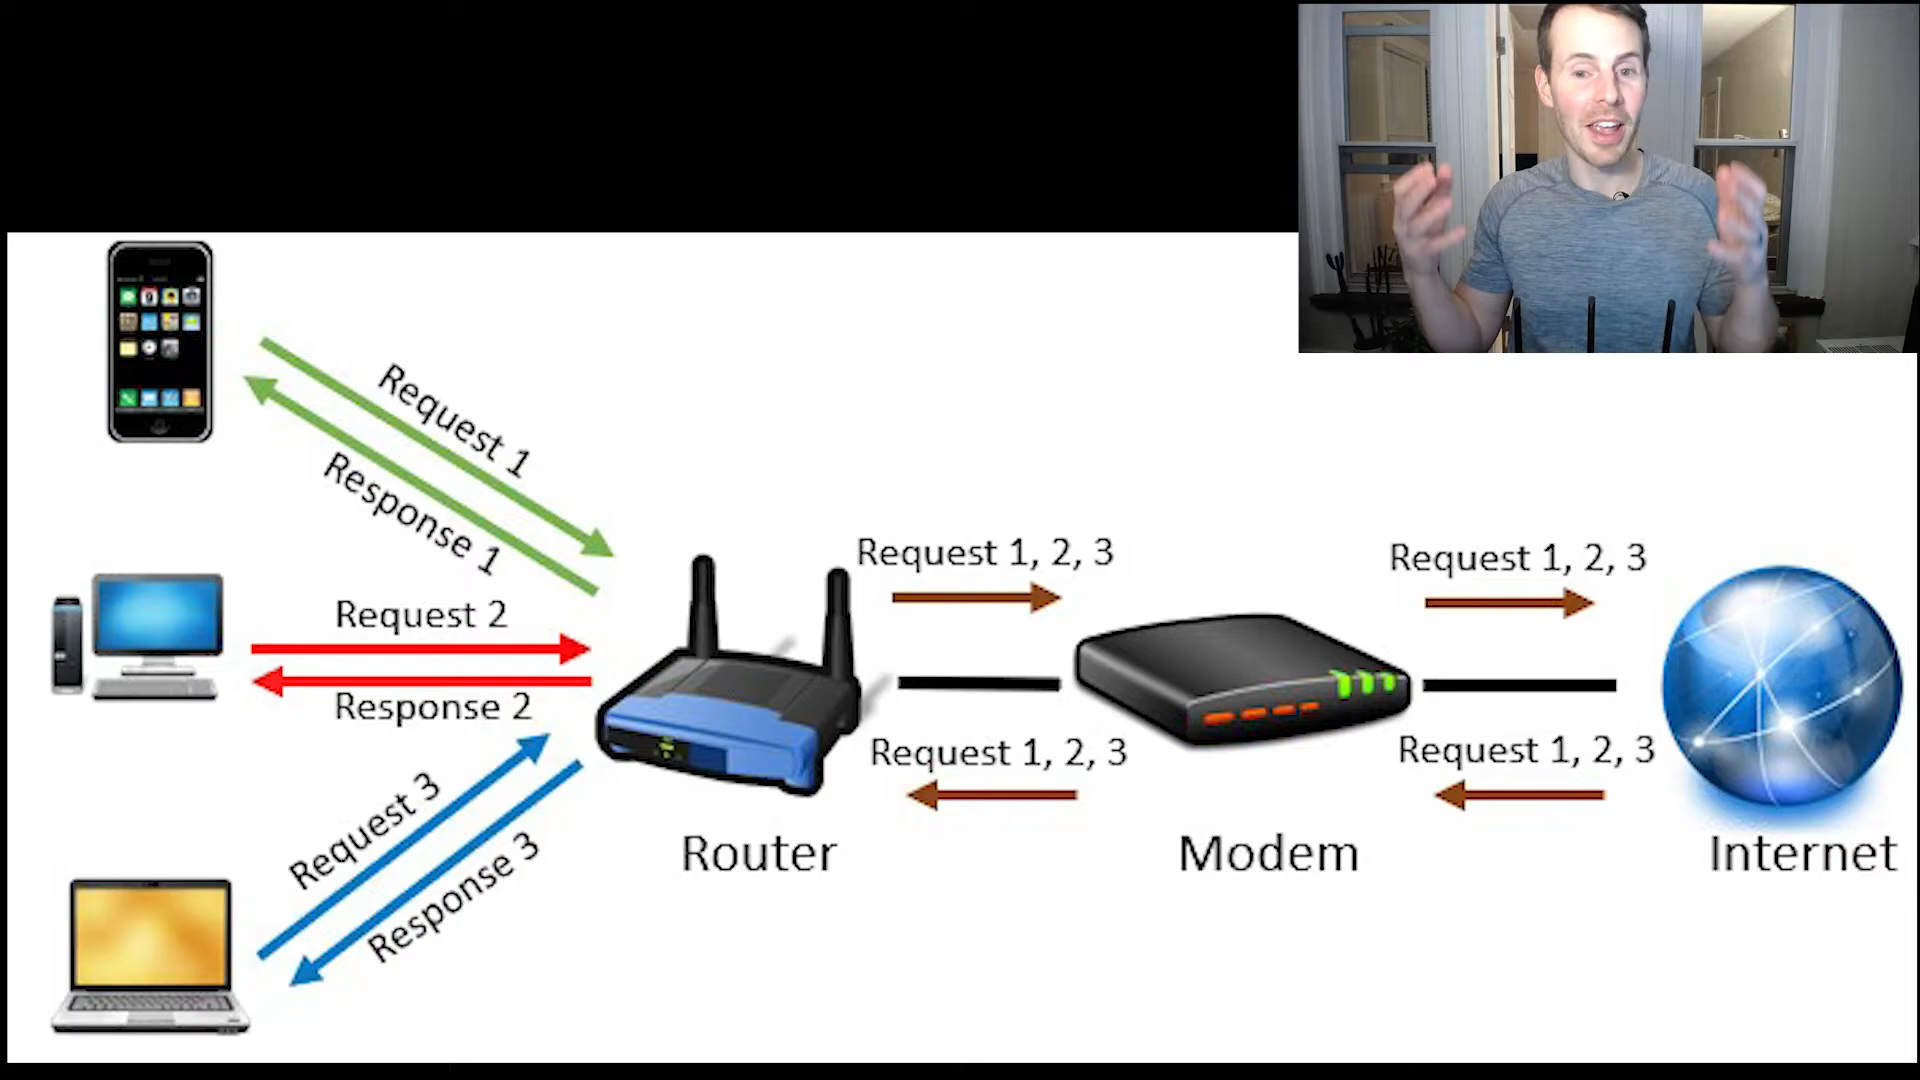 Request 1
Response 1
Request 2
Response 2
Request 3
Response 3
Request 1, 2, 3
Request 1, 2, 3
Request 1, 2, 3
Request 1, 2, 3
Router
Modem
Internet